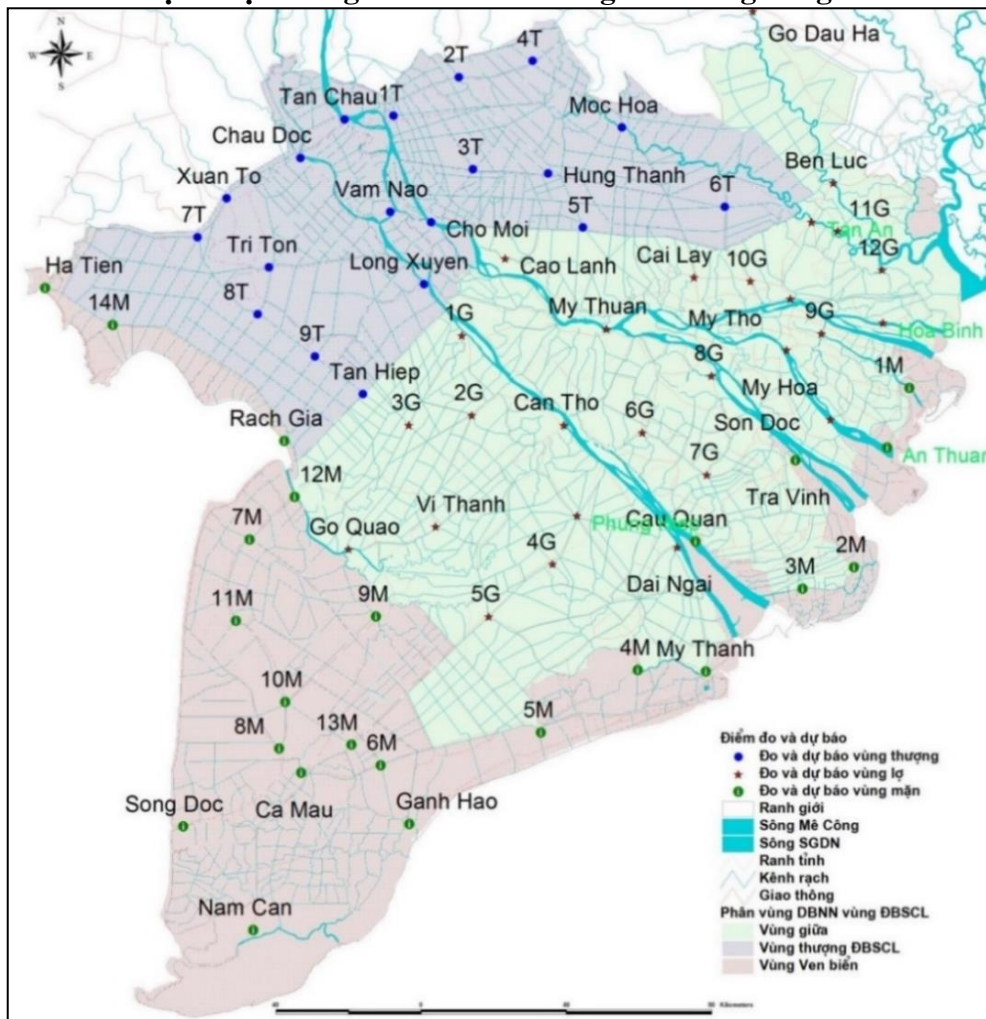 Go Dau Ha
4T
2T
Tan Chau
1T
Moc Hoa
Chau Doc
Ben Luc
3T
Hung Thanh
Xuan To
Vam Nao
6T
11G
5T
7T
Cho Moi
Tan An
Tri Ton
Long Xuyen
Cao Lanh
Cai Lay
10G
12G
Ha Tien
14M
8T
1G
My Thuan
My Tho
9G
Hoa Binh
9T
8G
1M
Tan Hiep
2G
Can Tho
My Hoa
3G
6G
Son Doc
Rach Gia
7G
An Thuan
12M
Vi Thanh
Tra Vinh
7M
Go Quao
Cau Quan
4G
2M
3M
Dai Ngai
11M
9M
5G
4M
My Thanh
10M
8M
13M
6M
5M
Song Doc
Ca Mau
Ganh Hao
Nam Can
Điểm đo và dự báo
Đo và dự báo vùng thượng
Đo và dự báo vùng lợ
Đo và dự báo vùng mặn
Ranh giới
Sông Mê Công
Sông SGDN
Ranh tỉnh
Kênh rạch
Giao thông
Phân vùng DBNN vùng ĐBSCL
Vùng giữa
Vùng thượng ĐBSCL
Vùng Ven biển
N
W
E
S
0
Kilometers